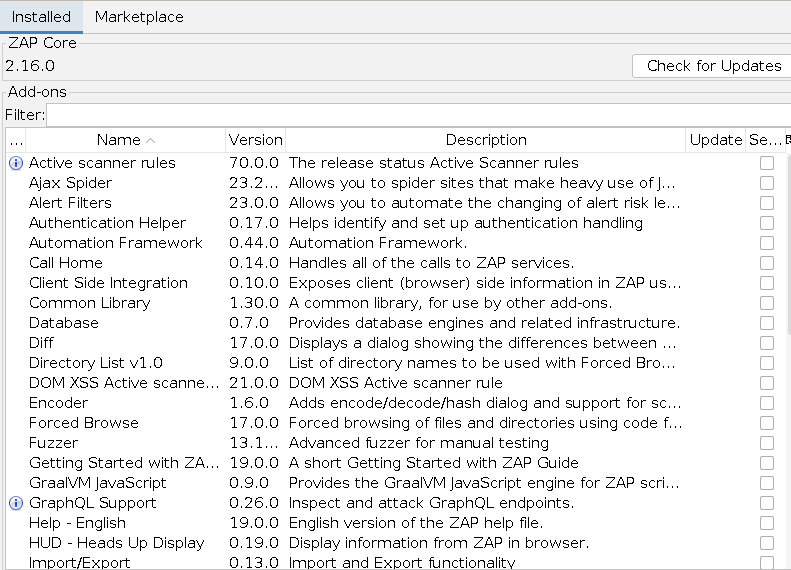 Installed Marketplace
ZAP Core
2.16.0 Check for Updates
Add-ons
Filter:
... Name Version Description Update Se...
Active scanner rules 70.0.0 The release status Active Scanner rules
Ajax Spider 23.2... Allows you to spider sites that make heavy use of J...
Alert Filters 23.0.0 Allows you to automate the changing of alert risk le...
Authentication Helper 0.17.0 Helps identify and set up authentication handling
Automation Framework 0.44.0 Automation Framework.
Call Home 0.14.0 Handles all of the calls to ZAP services.
Client Side Integration 0.10.0 Exposes client (browser) side information in ZAP us...
Common Library 1.30.0 A common library, for use by other add-ons.
Database 0.7.0 Provides database engines and related infrastructure.
Diff 17.0.0 Displays a dialog showing the differences between ...
Directory List v1.0 9.0.0 List of directory names to be used with Forced Bro...
DOM XSS Active scanne... 21.0.0 DOM XSS Active scanner rule
Encoder 1.6.0 Adds encode/decode/hash dialog and support for sc...
Forced Browse 17.0.0 Forced browsing of files and directories using code f...
Fuzzer 13.1... Advanced fuzzer for manual testing
Getting Started with ZA... 19.0.0 A short Getting Started with ZAP Guide
GraalVM JavaScript 0.9.0 Provides the GraalVM JavaScript engine for ZAP scri...
GraphQL Support 0.26.0 Inspect and attack GraphQL endpoints.
Help - English 19.0.0 English version of the ZAP help file.
HUD - Heads Up Display 0.19.0 Display information from ZAP in browser.
Import/Export 0.13.0 Import and Export functionality